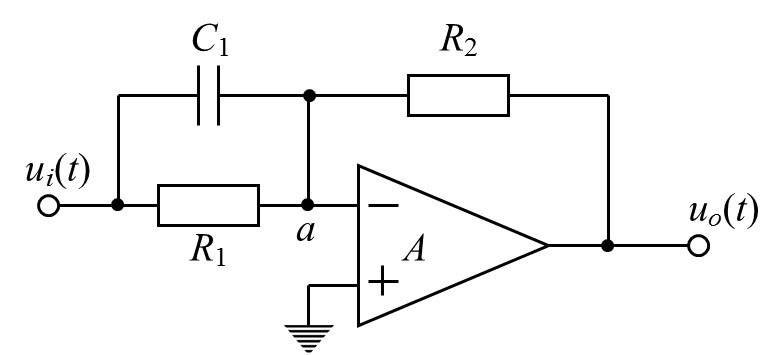 C₁
R₂
uᵢ(t)
R₁
a
−
A
+
uₒ(t)